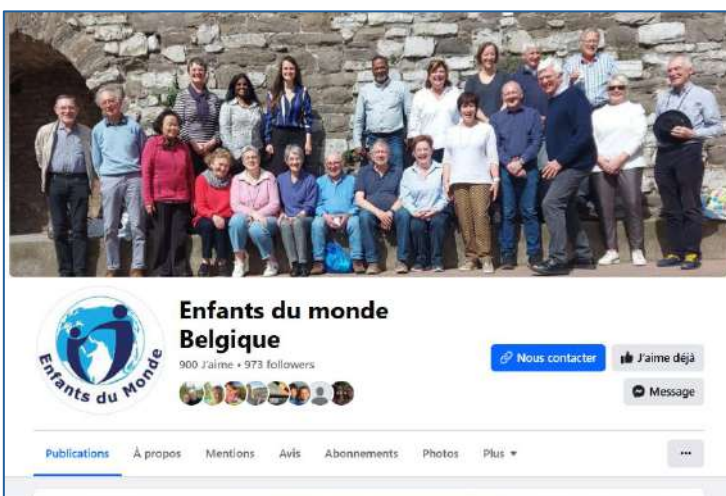 Enfants du Monde
Enfants du monde
Belgique
900 J'aime • 973 followers
Nous contacter
J'aime déjà
Message
Publications
À propos
Mentions
Avis
Abonnements
Photos
Plus